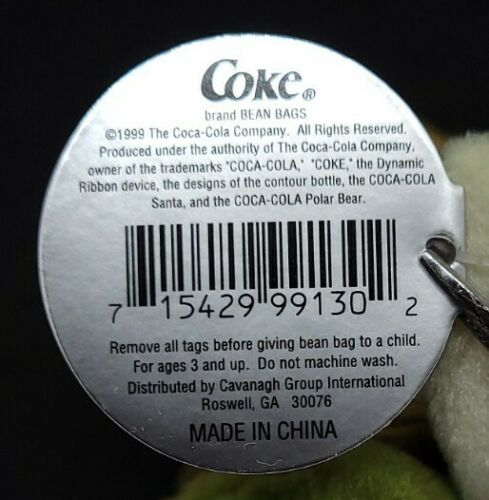 Coke®
brand BEAN BAGS
©1999 The Coca-Cola Company. All Rights Reserved.
Produced under the authority of The Coca-Cola Company,
owner of the trademarks "COCA-COLA," "COKE," the Dynamic
Ribbon device, the designs of the contour bottle, the COCA-COLA
Santa, and the COCA-COLA Polar Bear.
7 15429 99130 2
Remove all tags before giving bean bag to a child.
For ages 3 and up. Do not machine wash.
Distributed by Cavanagh Group International
Roswell, GA 30076
MADE IN CHINA